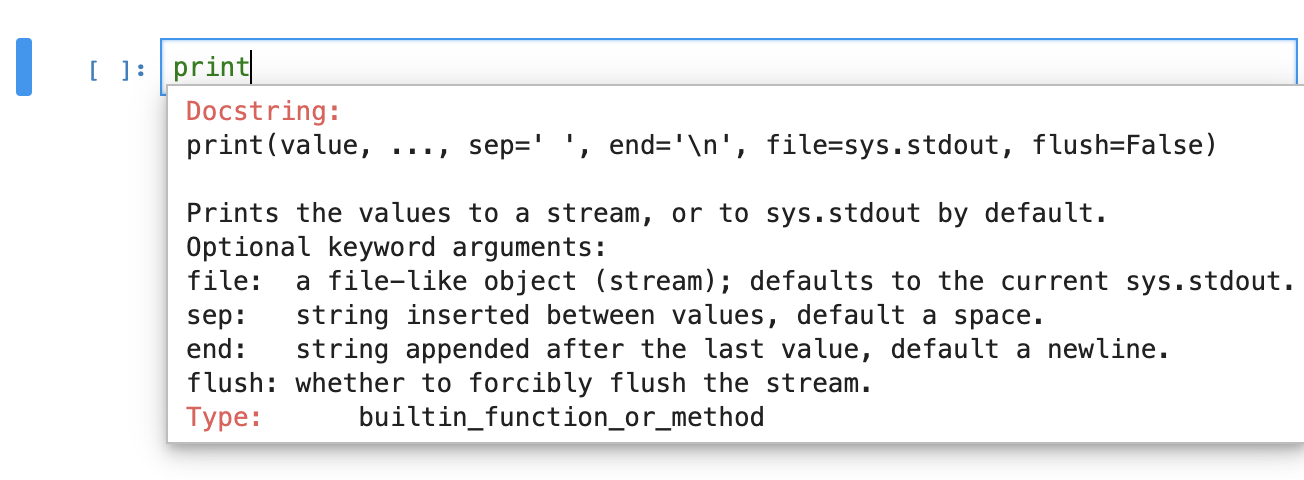 [ ]: print
Docstring:
print(value, ..., sep=' ', end='\n', file=sys.stdout, flush=False)
Prints the values to a stream, or to sys.stdout by default.
Optional keyword arguments:
file:  a file-like object (stream); defaults to the current sys.stdout.
sep:   string inserted between values, default a space.
end:   string appended after the last value, default a newline.
flush: whether to forcibly flush the stream.
Type:      builtin_function_or_method